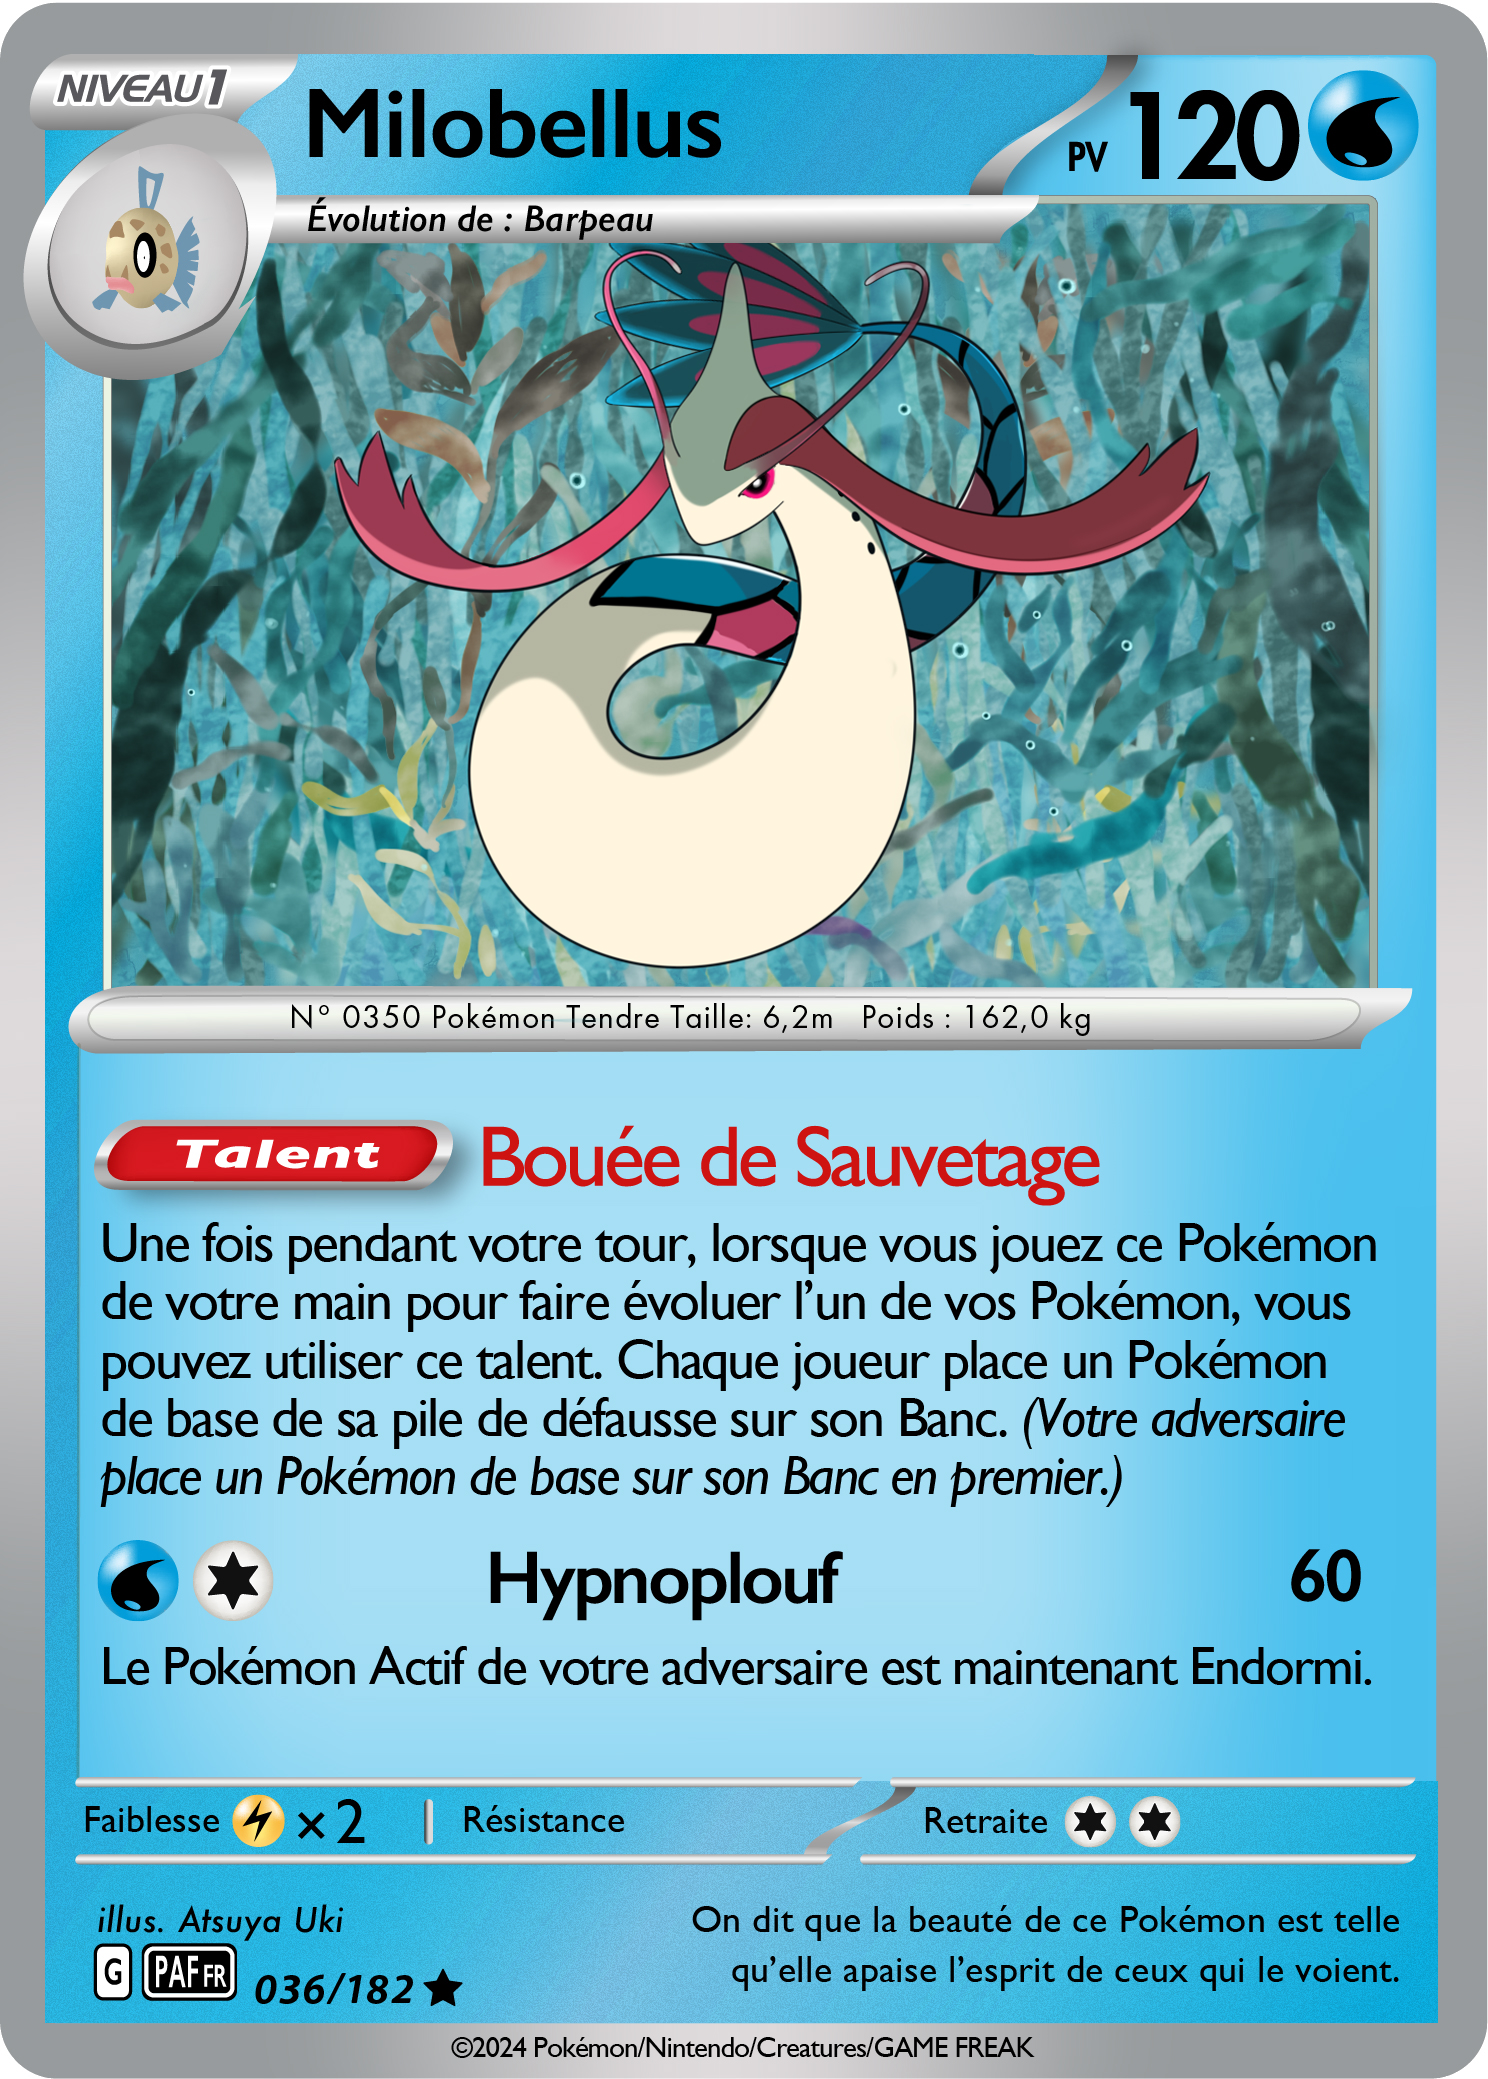 NIVEAU 1
Milobellus
PV 120
Évolution de : Barpeau
N° 0350 Pokémon Tendre Taille: 6,2m Poids : 162,0 kg
Talent Bouée de Sauvetage
Une fois pendant votre tour, lorsque vous jouez ce Pokémon
de votre main pour faire évoluer l’un de vos Pokémon, vous
pouvez utiliser ce talent. Chaque joueur place un Pokémon
de base de sa pile de défausse sur son Banc. (Votre adversaire
place un Pokémon de base sur son Banc en premier.)
Hypnoplouf 60
Le Pokémon Actif de votre adversaire est maintenant Endormi.
Faiblesse ×2 Résistance Retraite
illus. Atsuya Uki
G PAF FR 036/182
On dit que la beauté de ce Pokémon est telle
qu’elle apaise l’esprit de ceux qui le voient.
©2024 Pokémon/Nintendo/Creatures/GAME FREAK